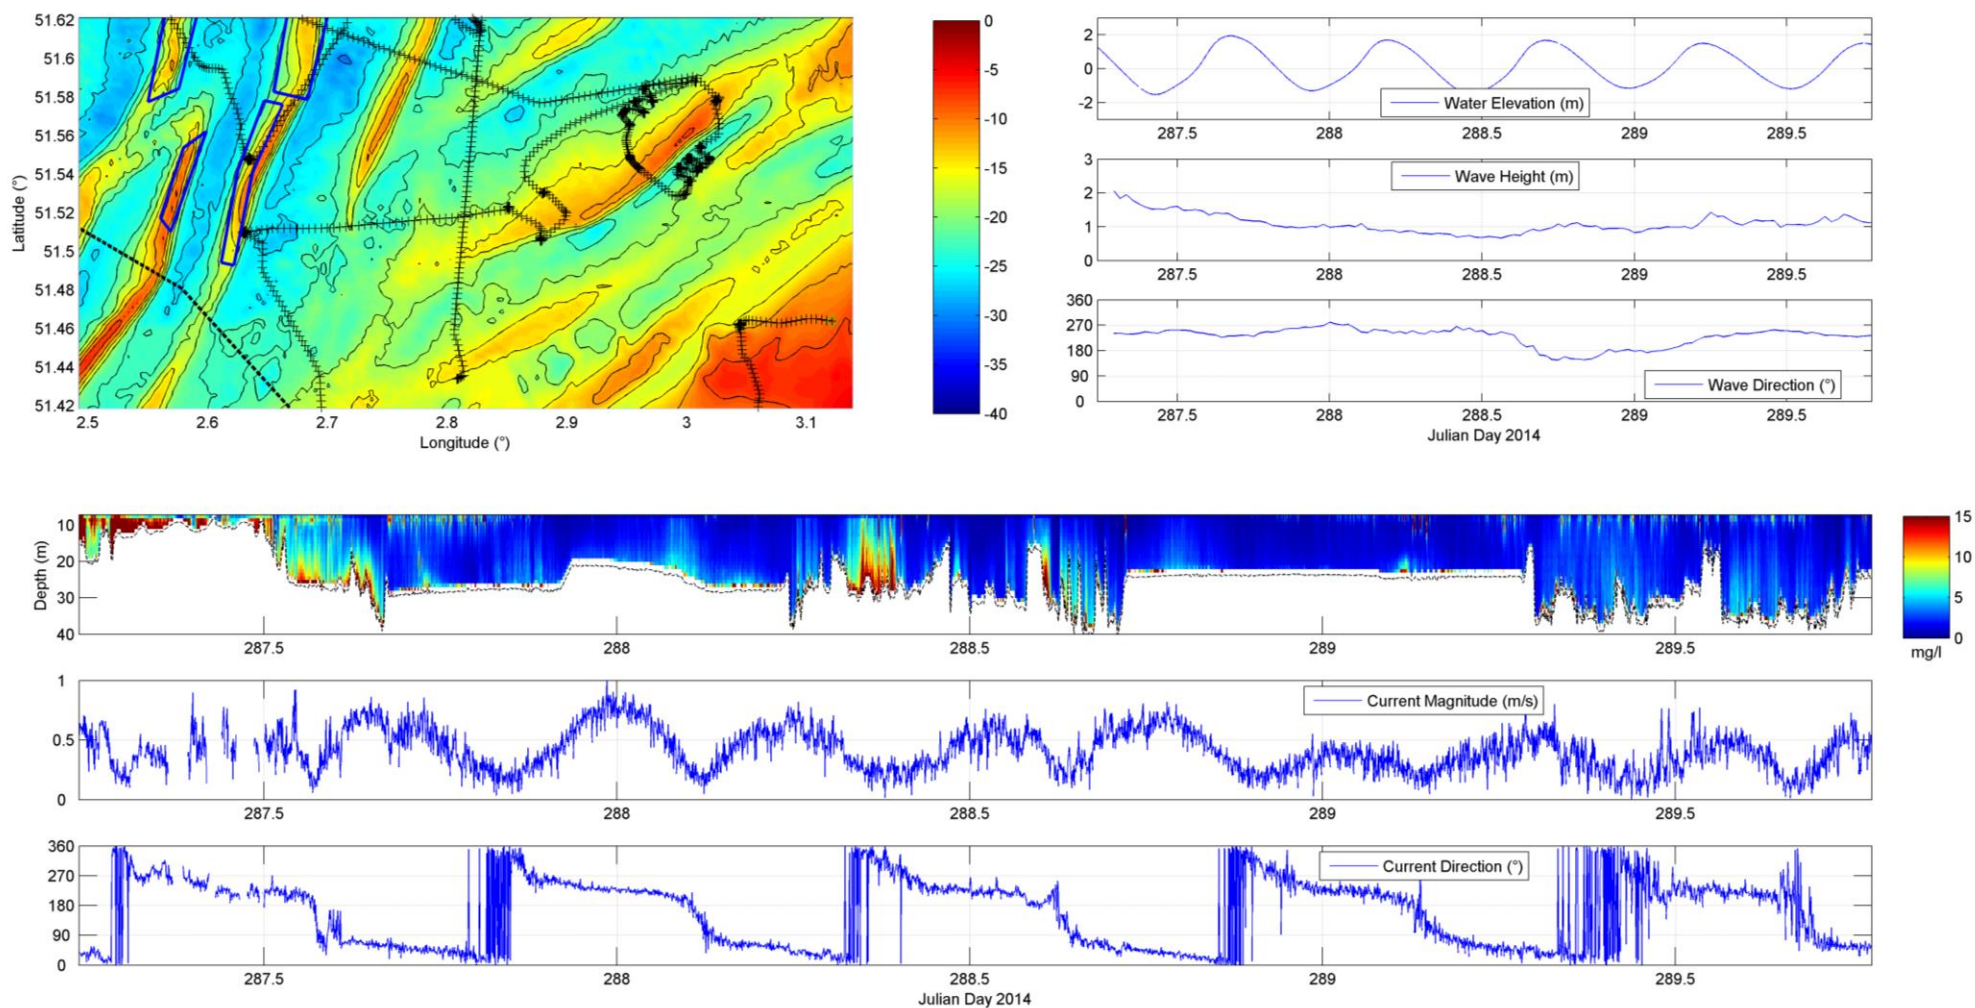 51.62
51.6
51.58
51.56
51.54
51.52
51.5
51.48
51.46
51.44
51.42
Latitude (°)
2.5 2.6 2.7 2.8 2.9 3 3.1
Longitude (°)
0
-5
-10
-15
-20
-25
-30
-35
-40
2
0
-2
Water Elevation (m)
287.5 288 288.5 289 289.5
3
2
1
0
Wave Height (m)
287.5 288 288.5 289 289.5
360
270
180
90
0
Wave Direction (°)
287.5 288 288.5 289 289.5
Julian Day 2014
10
20
30
40
Depth (m)
287.5 288 288.5 289 289.5
15
10
5
0
mg/l
1
0.5
0
Current Magnitude (m/s)
287.5 288 288.5 289 289.5
360
270
180
90
0
Current Direction (°)
287.5 288 288.5 289 289.5
Julian Day 2014